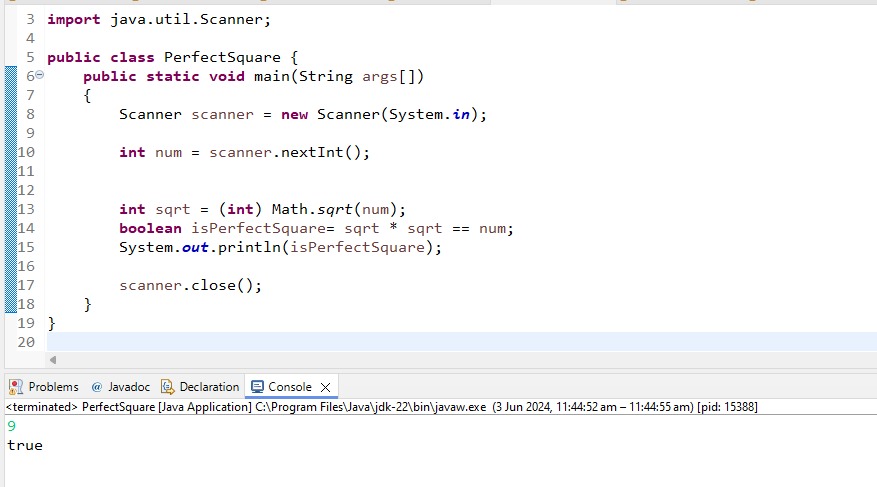 3 import java.util.Scanner;
4
5 public class PerfectSquare {
6 public static void main(String args[])
7 {
8 Scanner scanner = new Scanner(System.in);
9
10 int num = scanner.nextInt();
11
12
13 int sqrt = (int) Math.sqrt(num);
14 boolean isPerfectSquare= sqrt * sqrt == num;
15 System.out.println(isPerfectSquare);
16
17 scanner.close();
18 }
19 }
20
Problems @ Javadoc Declaration Console
<terminated> PerfectSquare [Java Application] C:\Program Files\Java\jdk-22\bin\javaw.exe (3 Jun 2024, 11:44:52 am – 11:44:55 am) [pid: 15388]
9
true